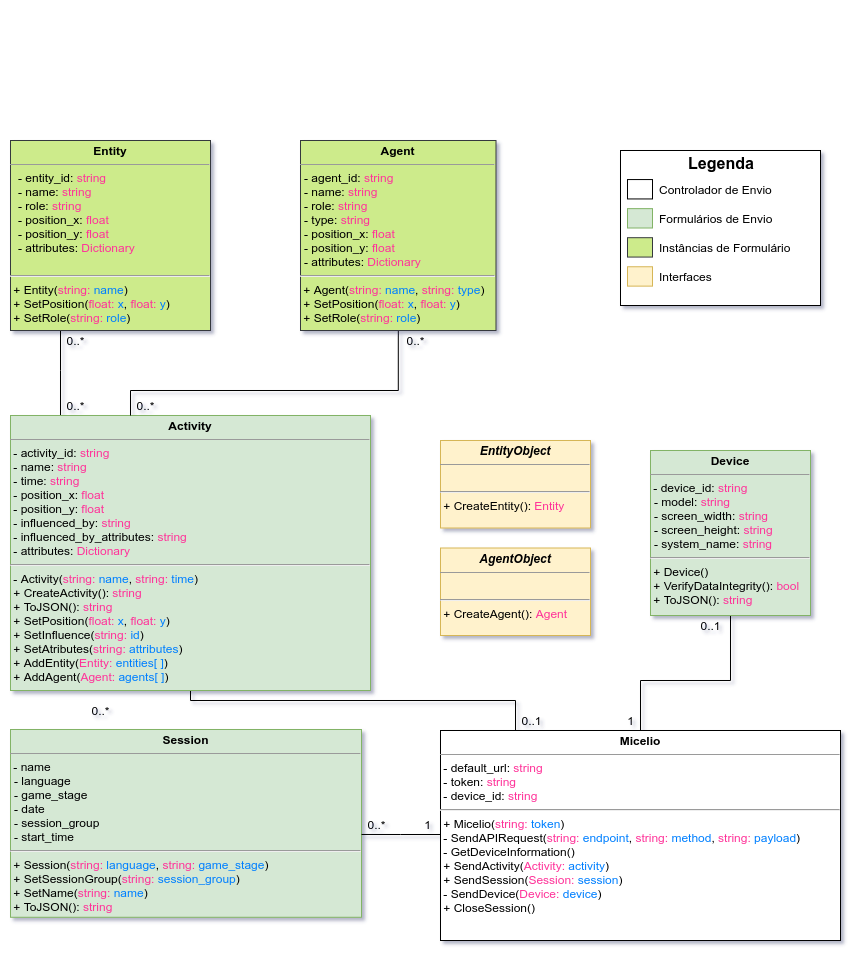 Entity
- entity_id: string
- name: string
- role: string
- position_x: float
- position_y: float
- attributes: Dictionary
+ Entity(string: name)
+ SetPosition(float: x, float: y)
+ SetRole(string: role)
Agent
- agent_id: string
- name: string
- role: string
- type: string
- position_x: float
- position_y: float
- attributes: Dictionary
+ Agent(string: name, string: type)
+ SetPosition(float: x, float: y)
+ SetRole(string: role)
Legenda
Controlador de Envio
Formulários de Envio
Instâncias de Formulário
Interfaces
0..*
0..*
0..*
0..*
Activity
- activity_id: string
- name: string
- time: string
- position_x: float
- position_y: float
- influenced_by: string
- influenced_by_attributes: string
- attributes: Dictionary
- Activity(string: name, string: time)
+ CreateActivity(): string
+ ToJSON(): string
+ SetPosition(float: x, float: y)
+ SetInfluence(string: id)
+ SetAtributes(string: attributes)
+ AddEntity(Entity: entities[ ])
+ AddAgent(Agent: agents[ ])
EntityObject
+ CreateEntity(): Entity
AgentObject
+ CreateAgent(): Agent
Device
- device_id: string
- model: string
- screen_width: string
- screen_height: string
- system_name: string
+ Device()
+ VerifyDataIntegrity(): bool
+ ToJSON(): string
0..1
0..*
0..1
1
Session
- name
- language
- game_stage
- date
- session_group
- start_time
+ Session(string: language, string: game_stage)
+ SetSessionGroup(string: session_group)
+ SetName(string: name)
+ ToJSON(): string
0..*
1
Micelio
- default_url: string
- token: string
- device_id: string
+ Micelio(string: token)
- SendAPIRequest(string: endpoint, string: method, string: payload)
- GetDeviceInformation()
+ SendActivity(Activity: activity)
+ SendSession(Session: session)
- SendDevice(Device: device)
+ CloseSession()